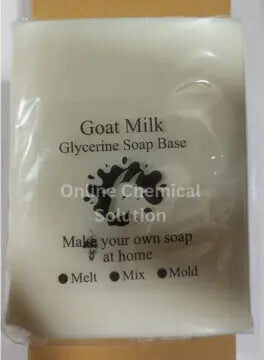 Goat Milk
Glycerine Soap Base
Online Chemical
Solution
Make your own soap
at home
● Melt ● Mix ● Mold